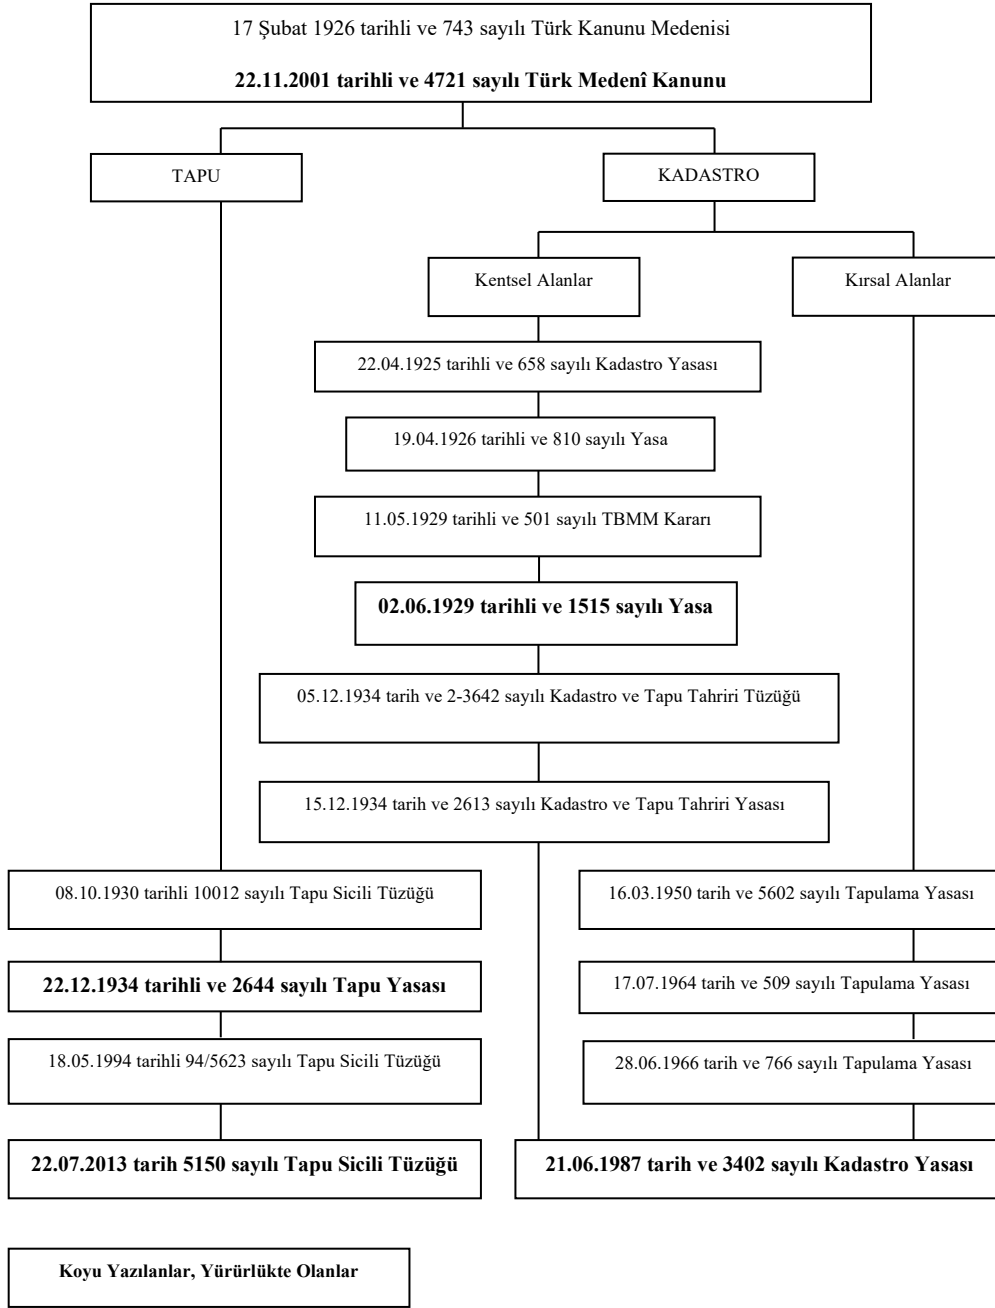 17 Şubat 1926 tarihli ve 743 sayılı Türk Kanunu Medenisi
22.11.2001 tarihli ve 4721 sayılı Türk Medenî Kanunu
TAPU
KADASTRO
Kentsel Alanlar
Kırsal Alanlar
22.04.1925 tarihli ve 658 sayılı Kadastro Yasası
19.04.1926 tarihli ve 810 sayılı Yasa
11.05.1929 tarihli ve 501 sayılı TBMM Kararı
02.06.1929 tarihli ve 1515 sayılı Yasa
05.12.1934 tarih ve 2-3642 sayılı Kadastro ve Tapu Tahriri Tüzüğü
15.12.1934 tarih ve 2613 sayılı Kadastro ve Tapu Tahriri Yasası
08.10.1930 tarihli 10012 sayılı Tapu Sicili Tüzüğü
16.03.1950 tarih ve 5602 sayılı Tapulama Yasası
22.12.1934 tarihli ve 2644 sayılı Tapu Yasası
17.07.1964 tarih ve 509 sayılı Tapulama Yasası
18.05.1994 tarihli 94/5623 sayılı Tapu Sicili Tüzüğü
28.06.1966 tarih ve 766 sayılı Tapulama Yasası
22.07.2013 tarih 5150 sayılı Tapu Sicili Tüzüğü
21.06.1987 tarih ve 3402 sayılı Kadastro Yasası
Koyu Yazılanlar, Yürürlükte Olanlar